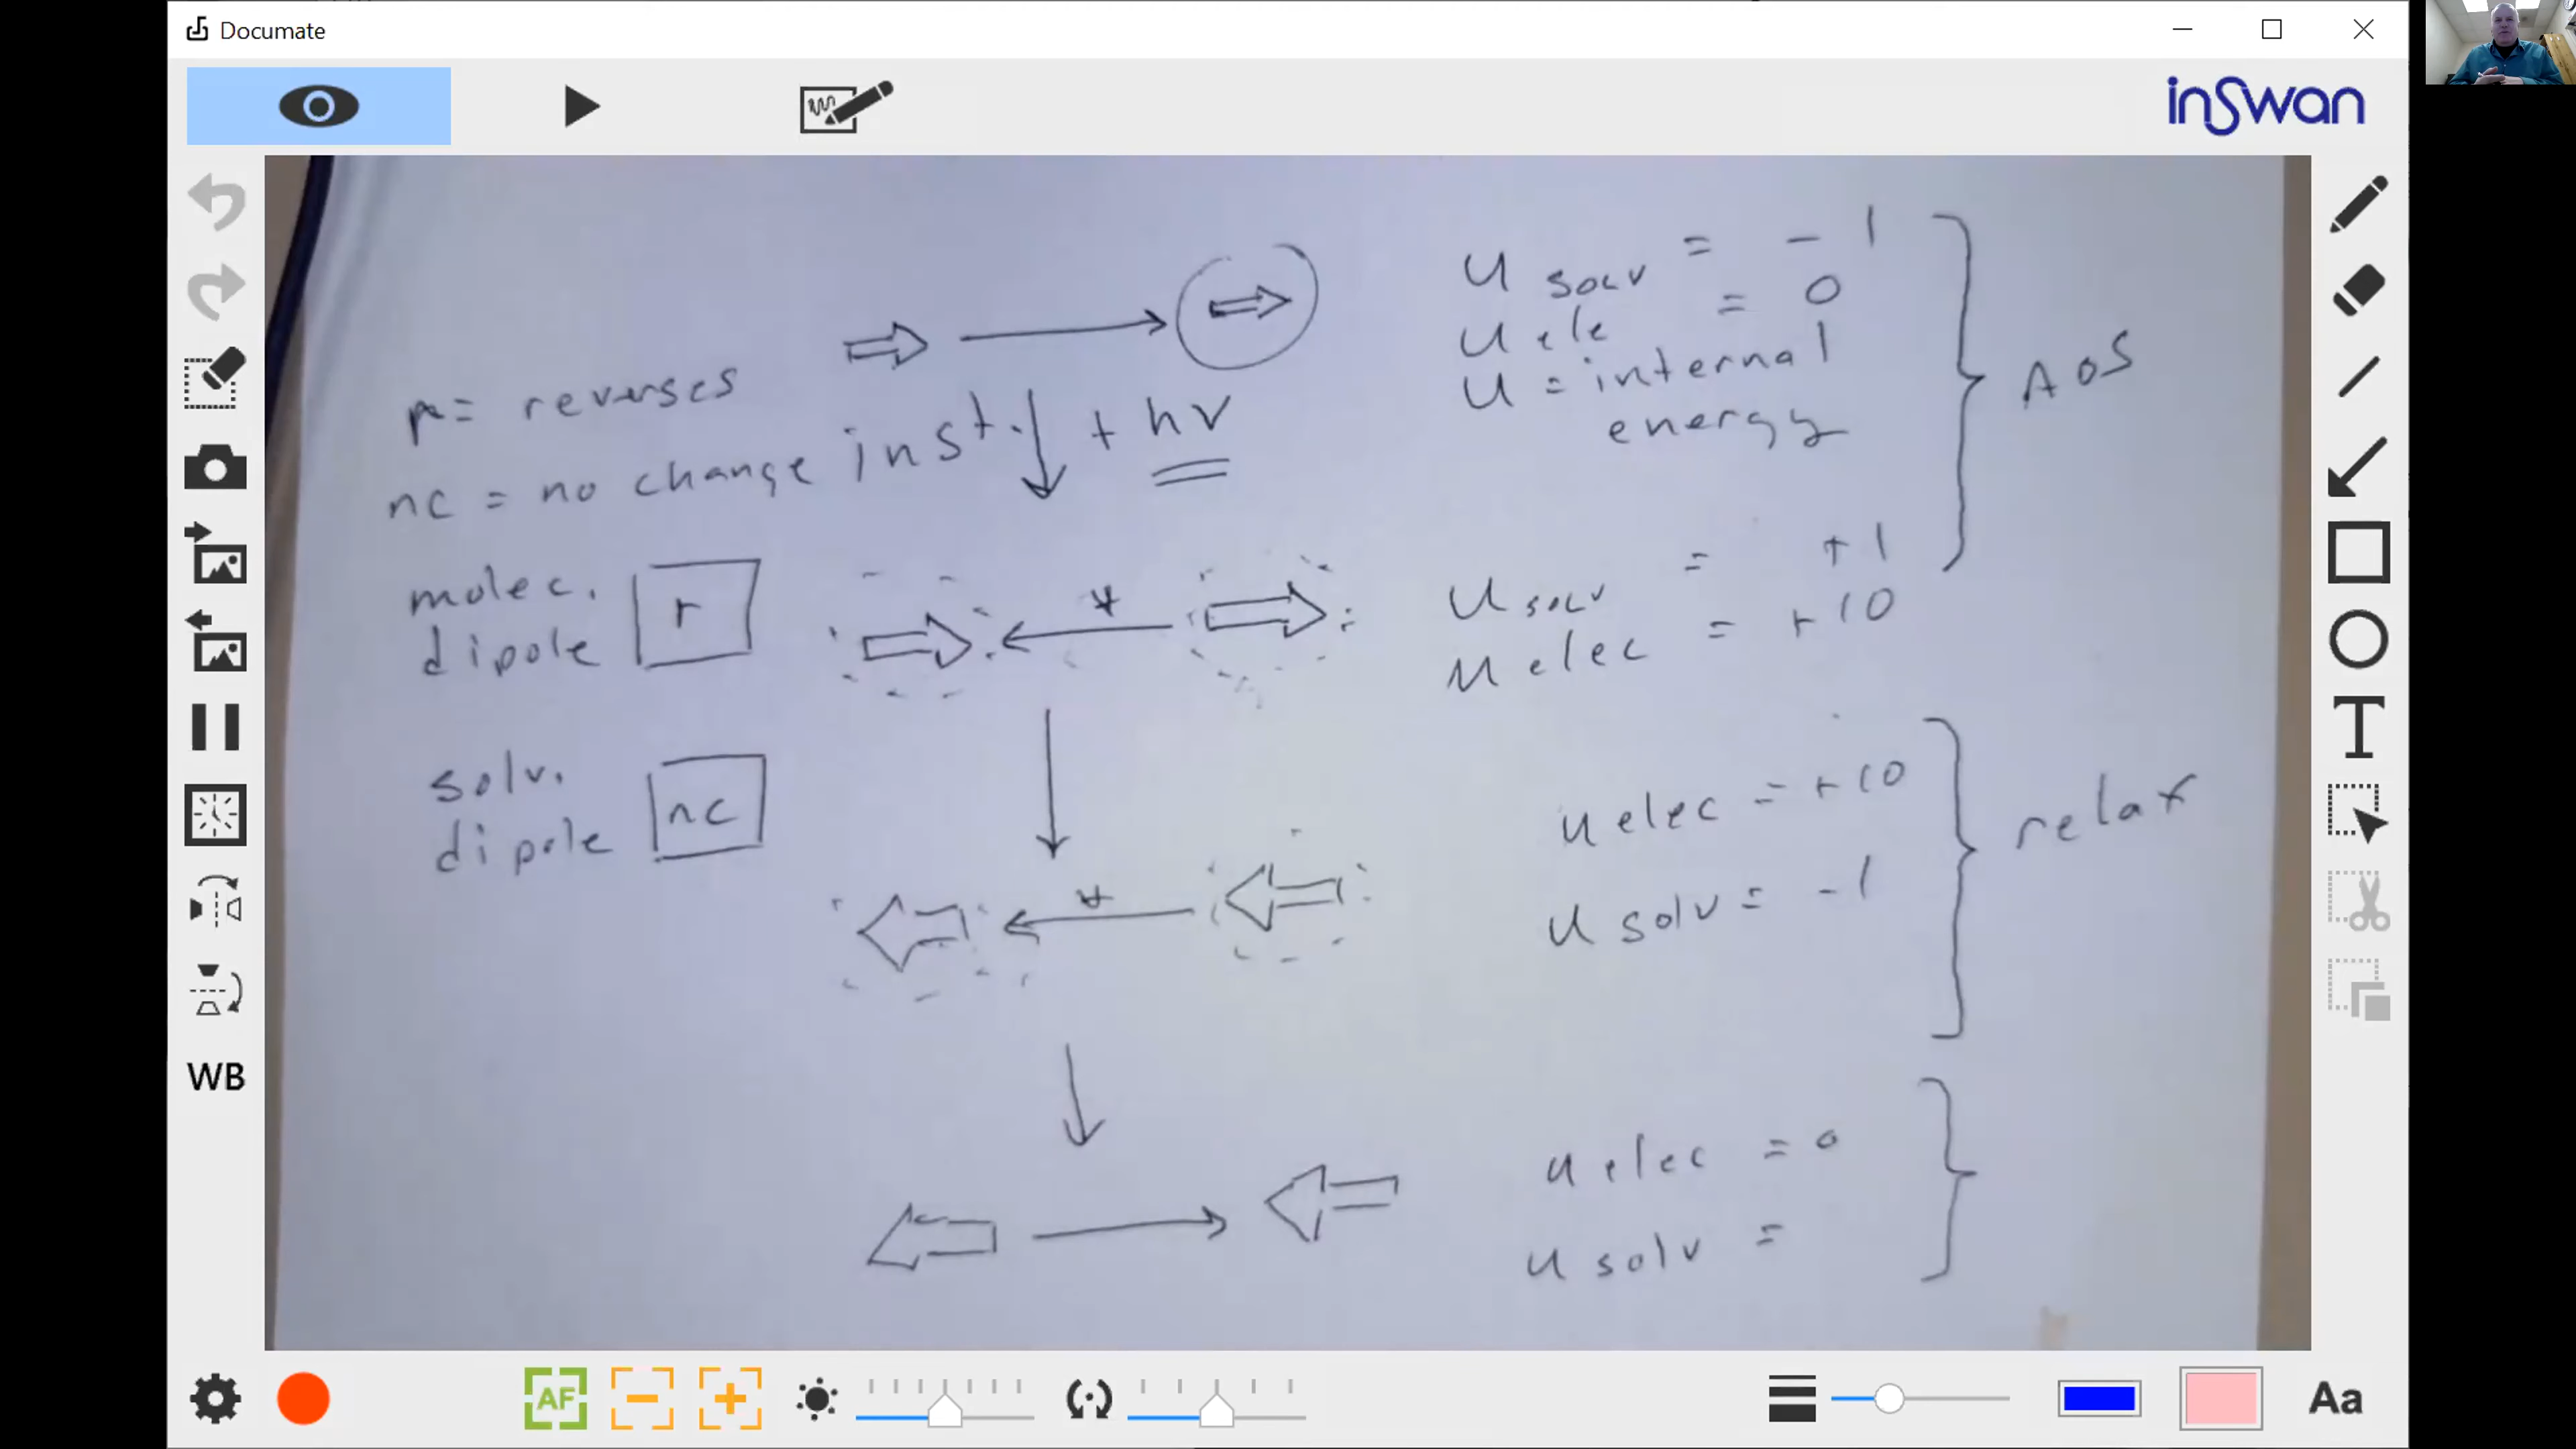 Documate
inSwan
u solv = - 1
u ele = 0
u = internal
energy
AOS
r = reverses
nc = no change
inst. + hν
molec.
dipole
r
*
u solv = +1
u elec = +10
solv.
dipole
nc
*
u elec = +10
u solv = -1
relax
u elec = 0
u solv =
WB
AF
T
Aa